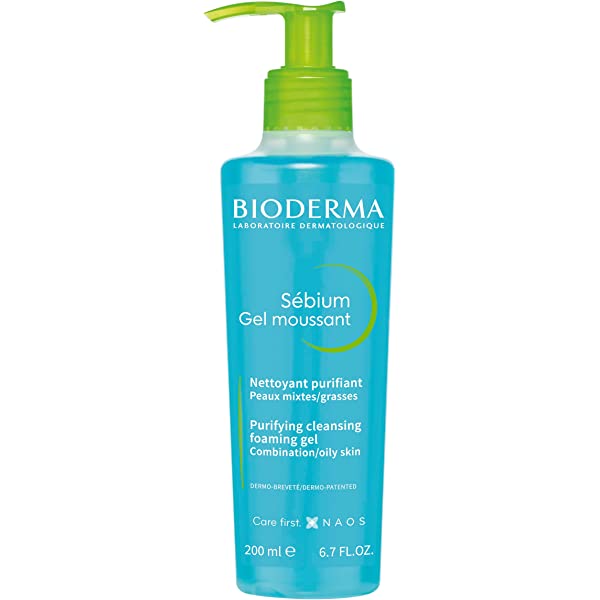 BIODERMA
LABORATOIRE DERMATOLOGIQUE
Sébium
Gel moussant
Nettoyant purifiant
Peaux mixtes/grasses
Purifying cleansing
foaming gel
Combination/oily skin
DERMO-BREVETÉ/DERMO-PATENTED
Care first. NAOS
200 ml ℮ 6.7 FL.OZ.